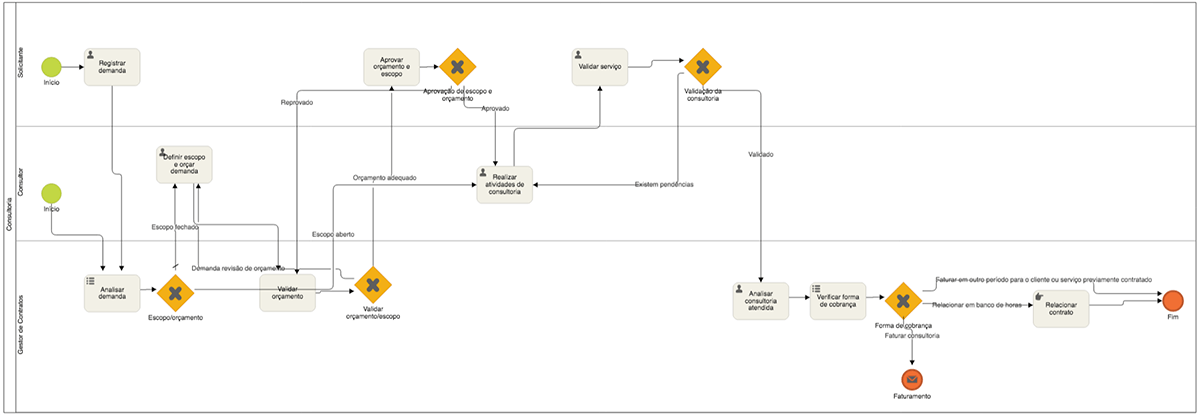 Consultoria
Solicitante
Início
Registrar
demanda
Aprovar
orçamento e
escopo
Aprovação de escopo e
orçamento
Reprovado
Aprovado
Validar serviço
Validação da
consultoria
Consultor
Início
Definir escopo
e orçar
demanda
Escopo fechado
Orçamento adequado
Escopo aberto
Realizar
atividades de
consultoria
Existem pendências
Validado
Gestor de Contratos
Analisar
demanda
Escopo/orçamento
Demanda revisão de orçamento
Validar
orçamento
Validar
orçamento/escopo
Analisar
consultoria
atendida
Verificar forma
de cobrança
Forma de cobrança
Faturar em outro período para o cliente ou serviço previamente contratado
Relacionar em banco de horas
Faturar consultoria
Relacionar
contrato
Fim
Faturamento